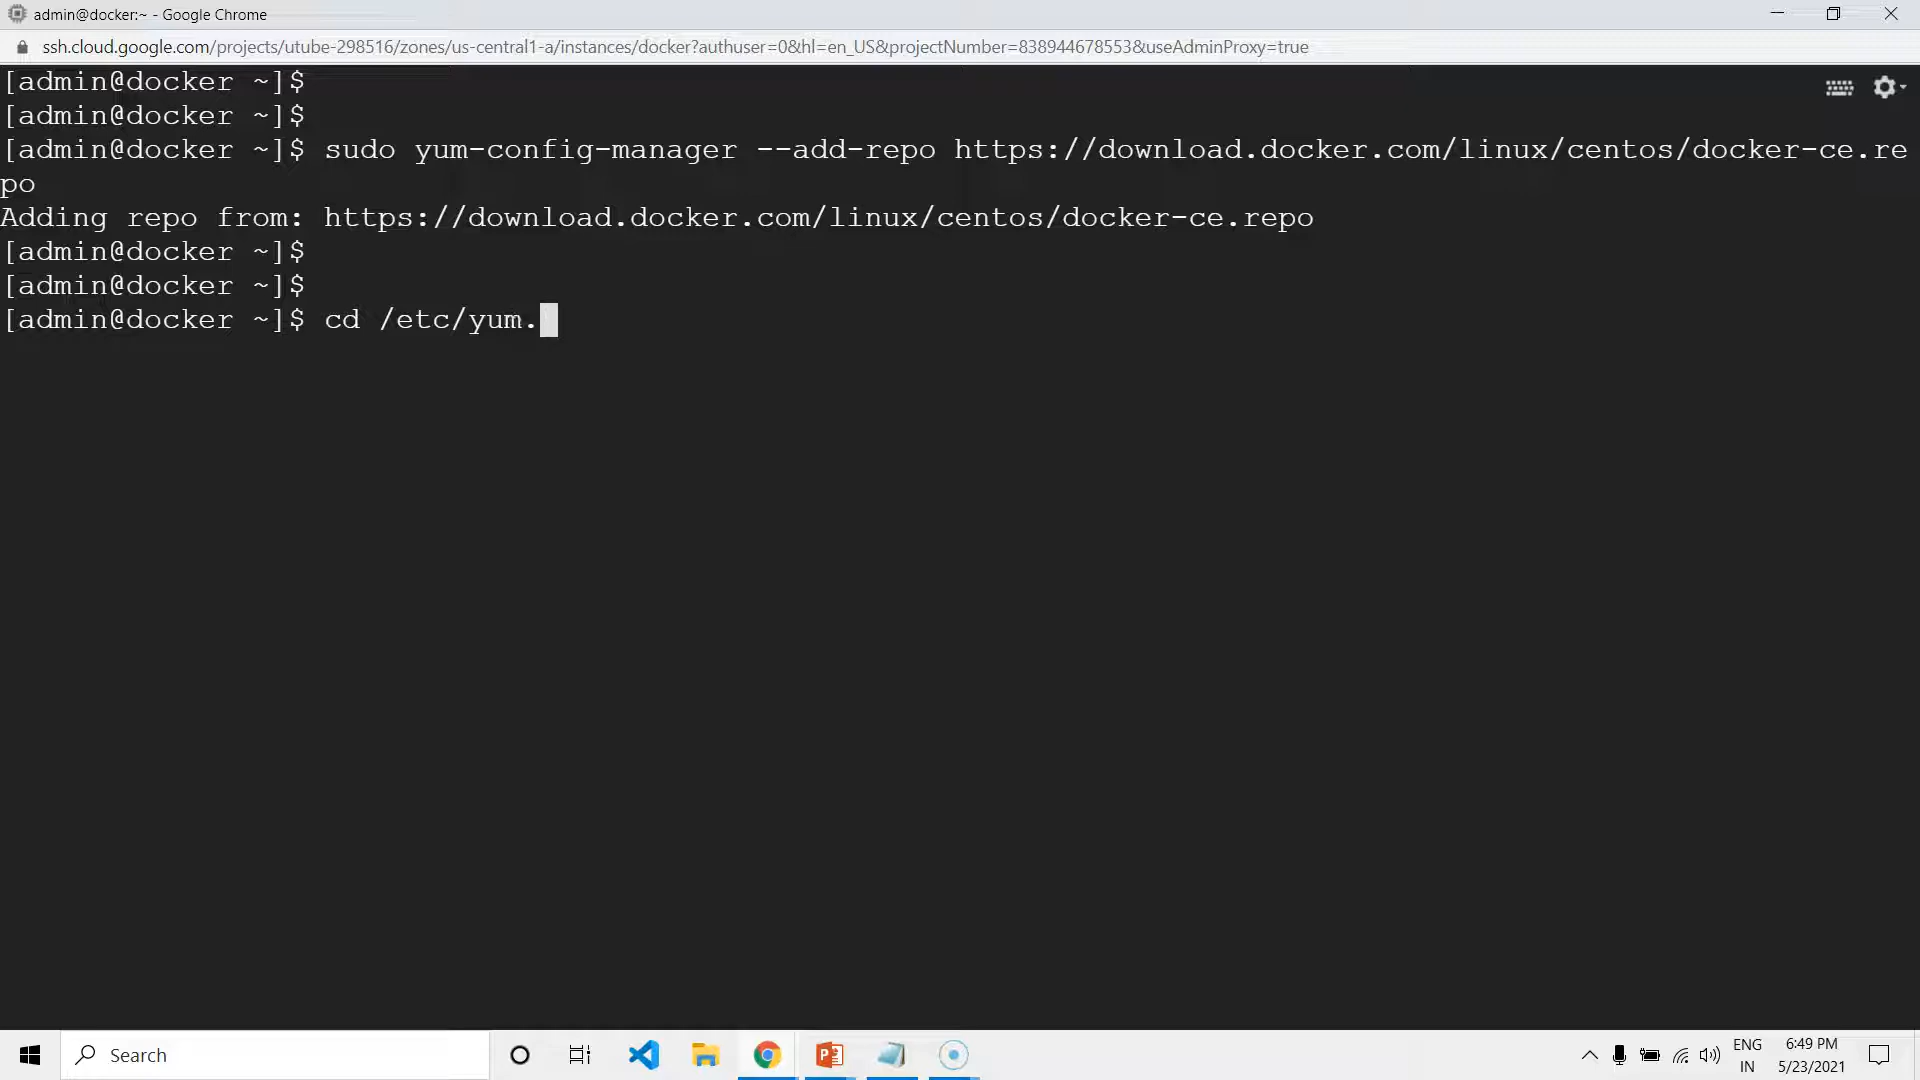 admin@docker:~ - Google Chrome
ssh.cloud.google.com/projects/utube-298516/zones/us-central1-a/instances/docker?authuser=0&hl=en_US&projectNumber=838944678553&useAdminProxy=true
[admin@docker ~]$
[admin@docker ~]$
[admin@docker ~]$ sudo yum-config-manager --add-repo https://download.docker.com/linux/centos/docker-ce.re
po
Adding repo from: https://download.docker.com/linux/centos/docker-ce.repo
[admin@docker ~]$
[admin@docker ~]$
[admin@docker ~]$ cd /etc/yum.
Search
ENG
IN
6:49 PM
5/23/2021